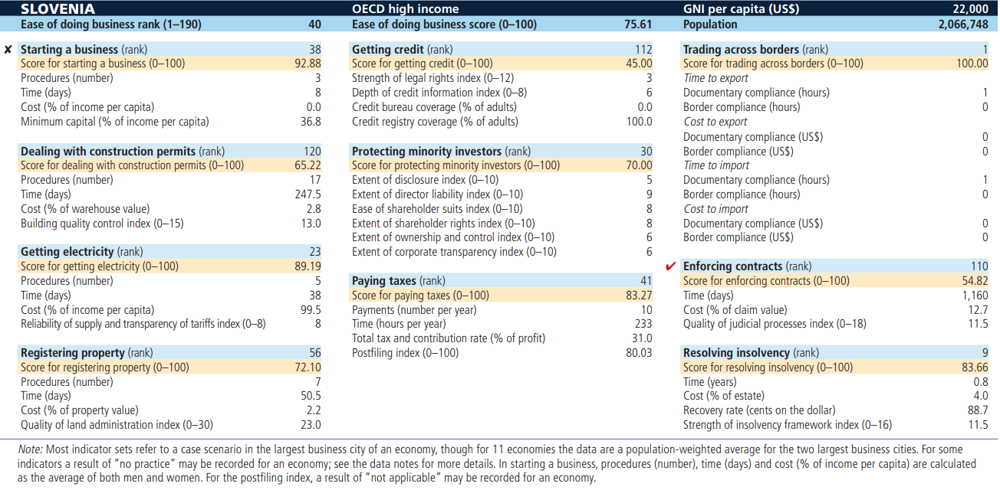 SLOVENIA OECD high income GNI per capita (US$) 22,000
Ease of doing business rank (1–190) 40 Ease of doing business score (0–100) 75.61 Population 2,066,748
✘ Starting a business (rank) 38
Score for starting a business (0–100) 92.88
Procedures (number) 3
Time (days) 8
Cost (% of income per capita) 0.0
Minimum capital (% of income per capita) 36.8
Dealing with construction permits (rank) 120
Score for dealing with construction permits (0–100) 65.22
Procedures (number) 17
Time (days) 247.5
Cost (% of warehouse value) 2.8
Building quality control index (0–15) 13.0
Getting electricity (rank) 23
Score for getting electricity (0–100) 89.19
Procedures (number) 5
Time (days) 38
Cost (% of income per capita) 99.5
Reliability of supply and transparency of tariffs index (0–8) 8
Registering property (rank) 56
Score for registering property (0–100) 72.10
Procedures (number) 7
Time (days) 50.5
Cost (% of property value) 2.2
Quality of land administration index (0–30) 23.0
Getting credit (rank) 112
Score for getting credit (0–100) 45.00
Strength of legal rights index (0–12) 3
Depth of credit information index (0–8) 6
Credit bureau coverage (% of adults) 0.0
Credit registry coverage (% of adults) 100.0
Protecting minority investors (rank) 30
Score for protecting minority investors (0–100) 70.00
Extent of disclosure index (0–10) 5
Extent of director liability index (0–10) 9
Ease of shareholder suits index (0–10) 8
Extent of shareholder rights index (0–10) 8
Extent of ownership and control index (0–10) 6
Extent of corporate transparency index (0–10) 6
Paying taxes (rank) 41
Score for paying taxes (0–100) 83.27
Payments (number per year) 10
Time (hours per year) 233
Total tax and contribution rate (% of profit) 31.0
Postfiling index (0–100) 80.03
Trading across borders (rank) 1
Score for trading across borders (0–100) 100.00
Time to export
Documentary compliance (hours) 1
Border compliance (hours) 0
Cost to export
Documentary compliance (US$) 0
Border compliance (US$) 0
Time to import
Documentary compliance (hours) 1
Border compliance (hours) 0
Cost to import
Documentary compliance (US$) 0
Border compliance (US$) 0
✔ Enforcing contracts (rank) 110
Score for enforcing contracts (0–100) 54.82
Time (days) 1,160
Cost (% of claim value) 12.7
Quality of judicial processes index (0–18) 11.5
Resolving insolvency (rank) 9
Score for resolving insolvency (0–100) 83.66
Time (years) 0.8
Cost (% of estate) 4.0
Recovery rate (cents on the dollar) 88.7
Strength of insolvency framework index (0–16) 11.5
Note: Most indicator sets refer to a case scenario in the largest business city of an economy, though for 11 economies the data are a population-weighted average for the two largest business cities. For some
indicators a result of “no practice” may be recorded for an economy; see the data notes for more details. In starting a business, procedures (number), time (days) and cost (% of income per capita) are calculated
as the average of both men and women. For the postfiling index, a result of “not applicable” may be recorded for an economy.